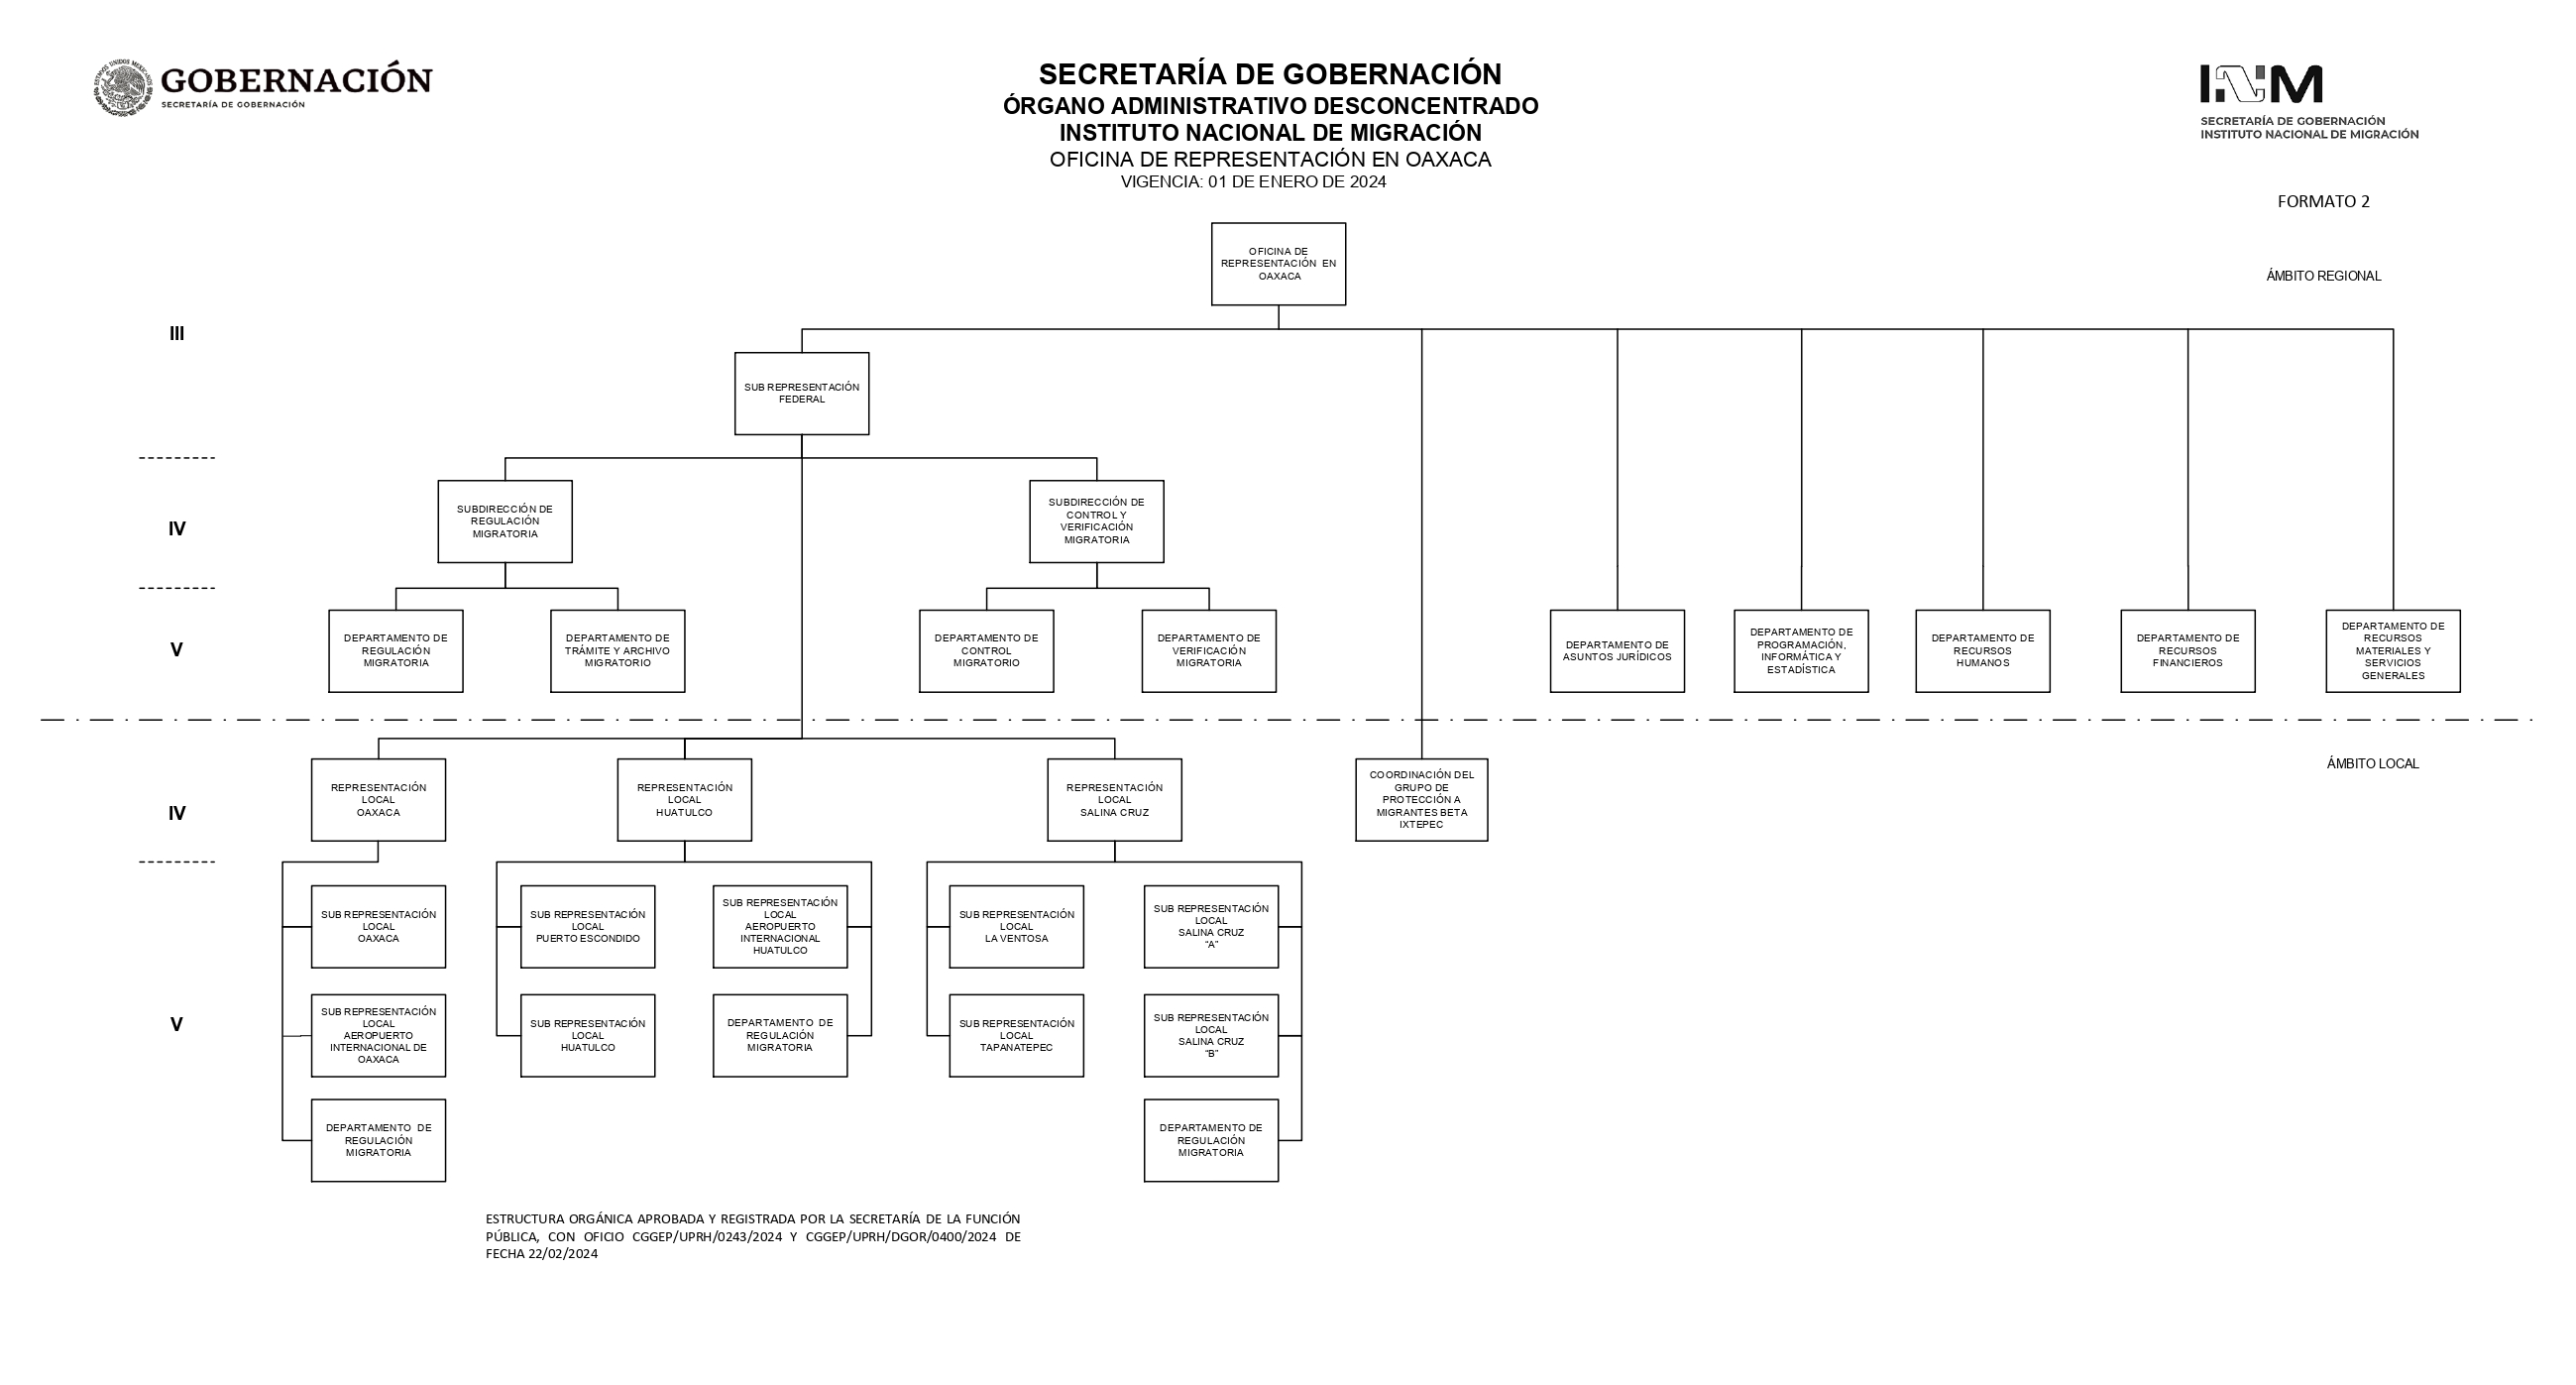 GOBERNACIÓN
SECRETARÍA DE GOBERNACIÓN
SECRETARÍA DE GOBERNACIÓN
ÓRGANO ADMINISTRATIVO DESCONCENTRADO
INSTITUTO NACIONAL DE MIGRACIÓN
OFICINA DE REPRESENTACIÓN EN OAXACA
VIGENCIA: 01 DE ENERO DE 2024
INM
SECRETARÍA DE GOBERNACIÓN
INSTITUTO NACIONAL DE MIGRACIÓN
FORMATO 2
OFICINA DE
REPRESENTACIÓN EN
OAXACA
ÁMBITO REGIONAL
III
SUB REPRESENTACIÓN
FEDERAL
IV
SUBDIRECCIÓN DE
REGULACIÓN
MIGRATORIA
SUBDIRECCIÓN DE
CONTROL Y
VERIFICACIÓN
MIGRATORIA
V
DEPARTAMENTO DE
REGULACIÓN
MIGRATORIA
DEPARTAMENTO DE
TRÁMITE Y ARCHIVO
MIGRATORIO
DEPARTAMENTO DE
CONTROL
MIGRATORIO
DEPARTAMENTO DE
VERIFICACIÓN
MIGRATORIA
DEPARTAMENTO DE
ASUNTOS JURÍDICOS
DEPARTAMENTO DE
PROGRAMACIÓN,
INFORMÁTICA Y
ESTADÍSTICA
DEPARTAMENTO DE
RECURSOS
HUMANOS
DEPARTAMENTO DE
RECURSOS
FINANCIEROS
DEPARTAMENTO DE
RECURSOS
MATERIALES Y
SERVICIOS
GENERALES
ÁMBITO LOCAL
IV
REPRESENTACIÓN
LOCAL
OAXACA
REPRESENTACIÓN
LOCAL
HUATULCO
REPRESENTACIÓN
LOCAL
SALINA CRUZ
COORDINACIÓN DEL
GRUPO DE
PROTECCIÓN A
MIGRANTES BETA
IXTEPEC
V
SUB REPRESENTACIÓN
LOCAL
OAXACA
SUB REPRESENTACIÓN
LOCAL
PUERTO ESCONDIDO
SUB REPRESENTACIÓN
LOCAL
AEROPUERTO
INTERNACIONAL
HUATULCO
SUB REPRESENTACIÓN
LOCAL
LA VENTOSA
SUB REPRESENTACIÓN
LOCAL
SALINA CRUZ
“A”
SUB REPRESENTACIÓN
LOCAL
AEROPUERTO
INTERNACIONAL DE
OAXACA
SUB REPRESENTACIÓN
LOCAL
HUATULCO
DEPARTAMENTO DE
REGULACIÓN
MIGRATORIA
SUB REPRESENTACIÓN
LOCAL
TAPANATEPEC
SUB REPRESENTACIÓN
LOCAL
SALINA CRUZ
“B”
DEPARTAMENTO DE
REGULACIÓN
MIGRATORIA
DEPARTAMENTO DE
REGULACIÓN
MIGRATORIA
ESTRUCTURA ORGÁNICA APROBADA Y REGISTRADA POR LA SECRETARÍA DE LA FUNCIÓN
PÚBLICA, CON OFICIO CGGEP/UPRH/0243/2024 Y CGGEP/UPRH/DGOR/0400/2024 DE
FECHA 22/02/2024